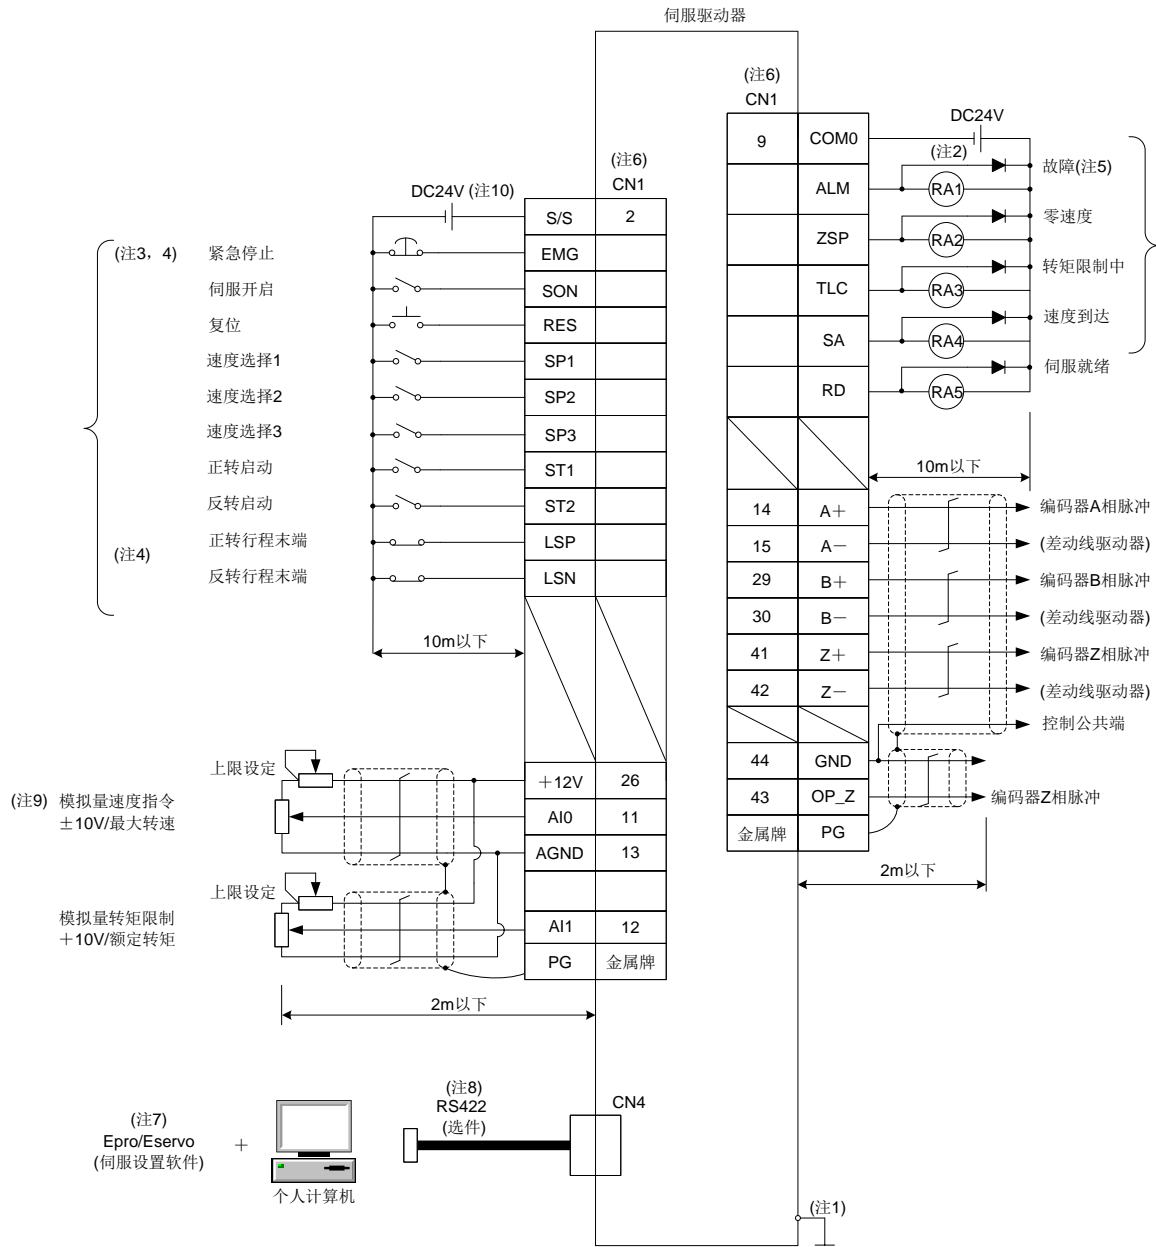 伺服驱动器
(注6)
CN1
DC24V (注10)
S/S 2
(注3，4) 紧急停止 EMG
伺服开启 SON
复位 RES
速度选择1 SP1
速度选择2 SP2
速度选择3 SP3
正转启动 ST1
反转启动 ST2
正转行程末端 LSP
(注4)
反转行程末端 LSN
10m以下
上限设定
＋12V 26
(注9) 模拟量速度指令
±10V/最大转速
AI0 11
AGND 13
上限设定
模拟量转矩限制
＋10V/额定转矩
AI1 12
PG 金属牌
2m以下
(注6)
CN1
DC24V
9 COM0
(注2)
ALM RA1 故障(注5)
ZSP RA2 零速度
TLC RA3 转矩限制中
SA RA4 速度到达
RD RA5 伺服就绪
10m以下
14 A＋ 编码器A相脉冲
15 A－ (差动线驱动器)
29 B＋ 编码器B相脉冲
30 B－ (差动线驱动器)
41 Z＋ 编码器Z相脉冲
42 Z－ (差动线驱动器)
控制公共端
44 GND
43 OP_Z 编码器Z相脉冲
金属牌 PG
2m以下
(注7)
Epro/Eservo
(伺服设置软件)
＋
个人计算机
(注8)
RS422
(选件)
CN4
(注1)